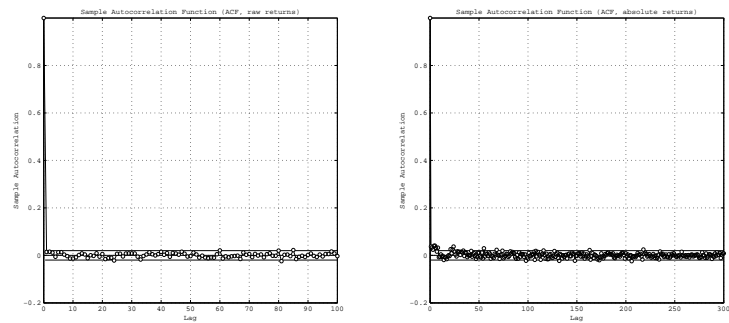 Sample Autocorrelation Function (ACF, raw returns)
Sample Autocorrelation
0.8
0.6
0.4
0.2
0
-0.2
0 10 20 30 40 50 60 70 80 90 100
Lag
Sample Autocorrelation Function (ACF, absolute returns)
Sample Autocorrelation
0.8
0.6
0.4
0.2
0
-0.2
0 50 100 150 200 250 300
Lag